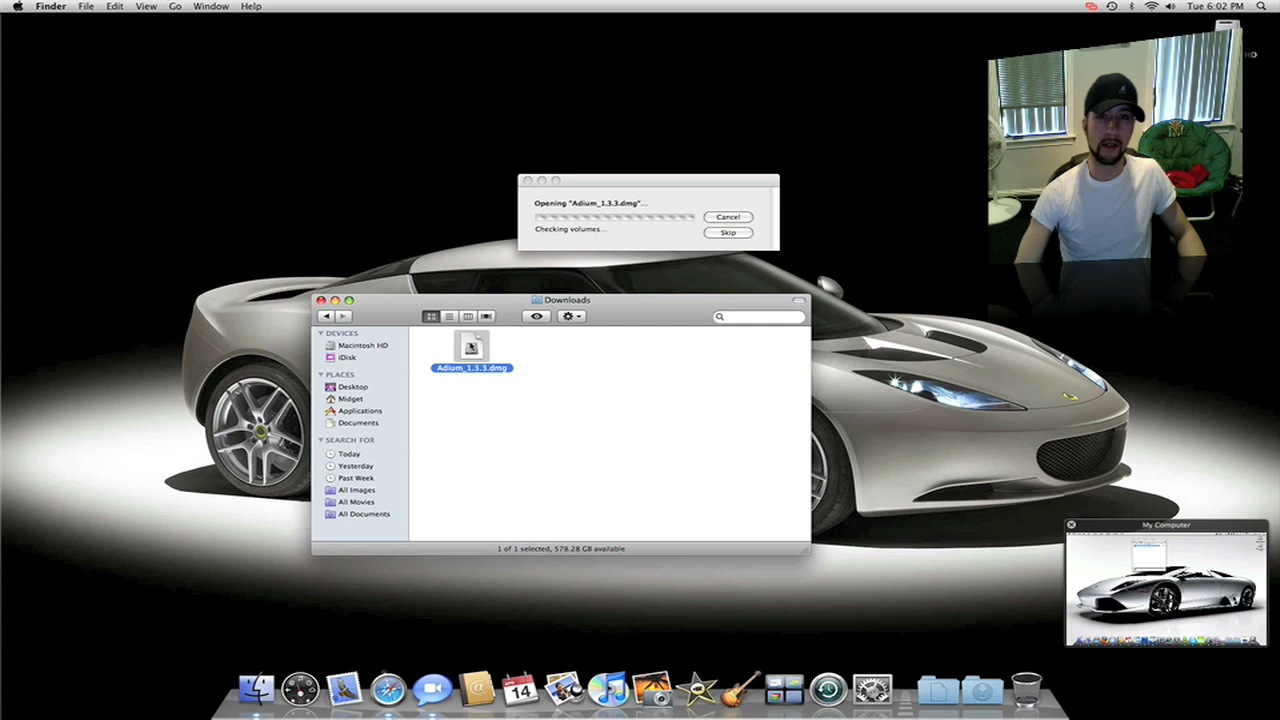 Finder File Edit View Go Window Help
Tue 6:02 PM
HD
Opening "Adium_1.3.3.dmg"...
Cancel
Checking volumes...
Skip
Downloads
DEVICES
Macintosh HD
iDisk
Adium_1.3.3.dmg
PLACES
Desktop
Midget
Applications
Documents
SEARCH FOR
Today
Yesterday
Past Week
All Images
All Movies
All Documents
1 of 1 selected, 578.28 GB available
My Computer
14